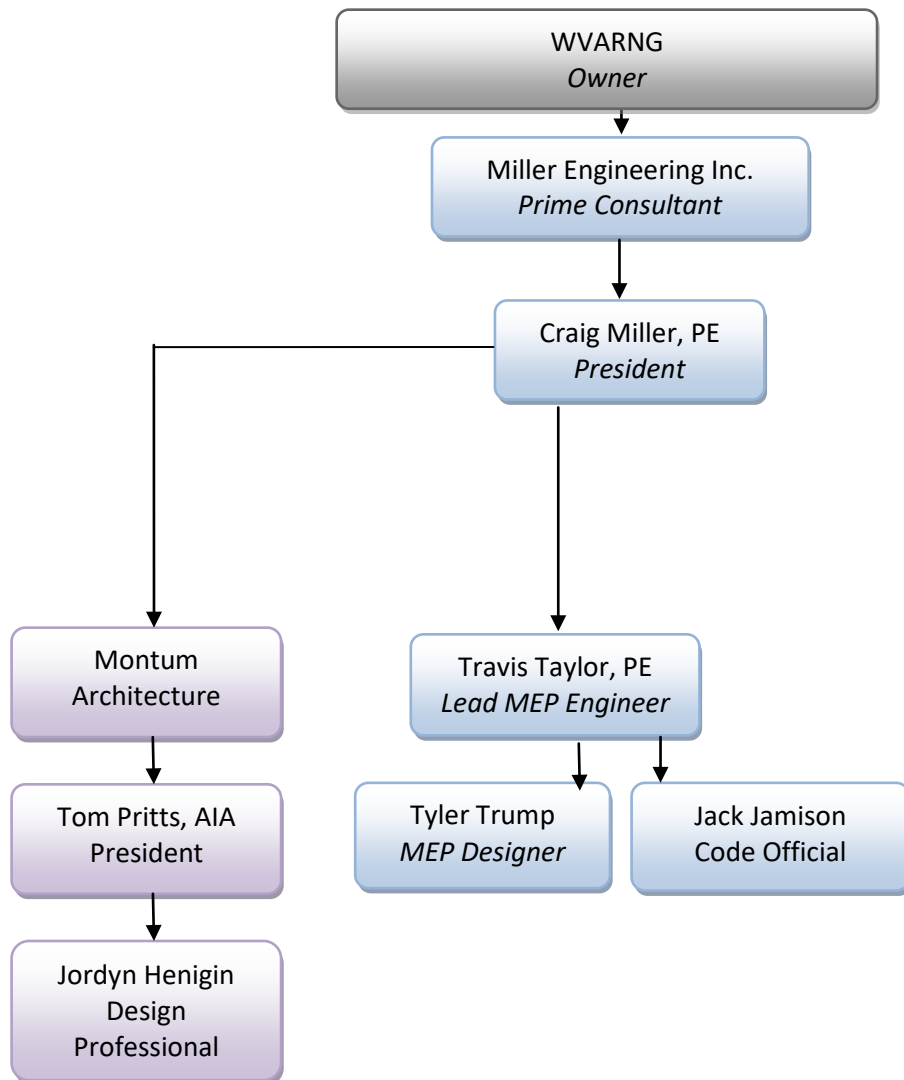 WVARNG
Owner
Miller Engineering Inc.
Prime Consultant
Craig Miller, PE
President
Montum
Architecture
Travis Taylor, PE
Lead MEP Engineer
Tom Pritts, AIA
President
Tyler Trump
MEP Designer
Jack Jamison
Code Official
Jordyn Henigin
Design
Professional